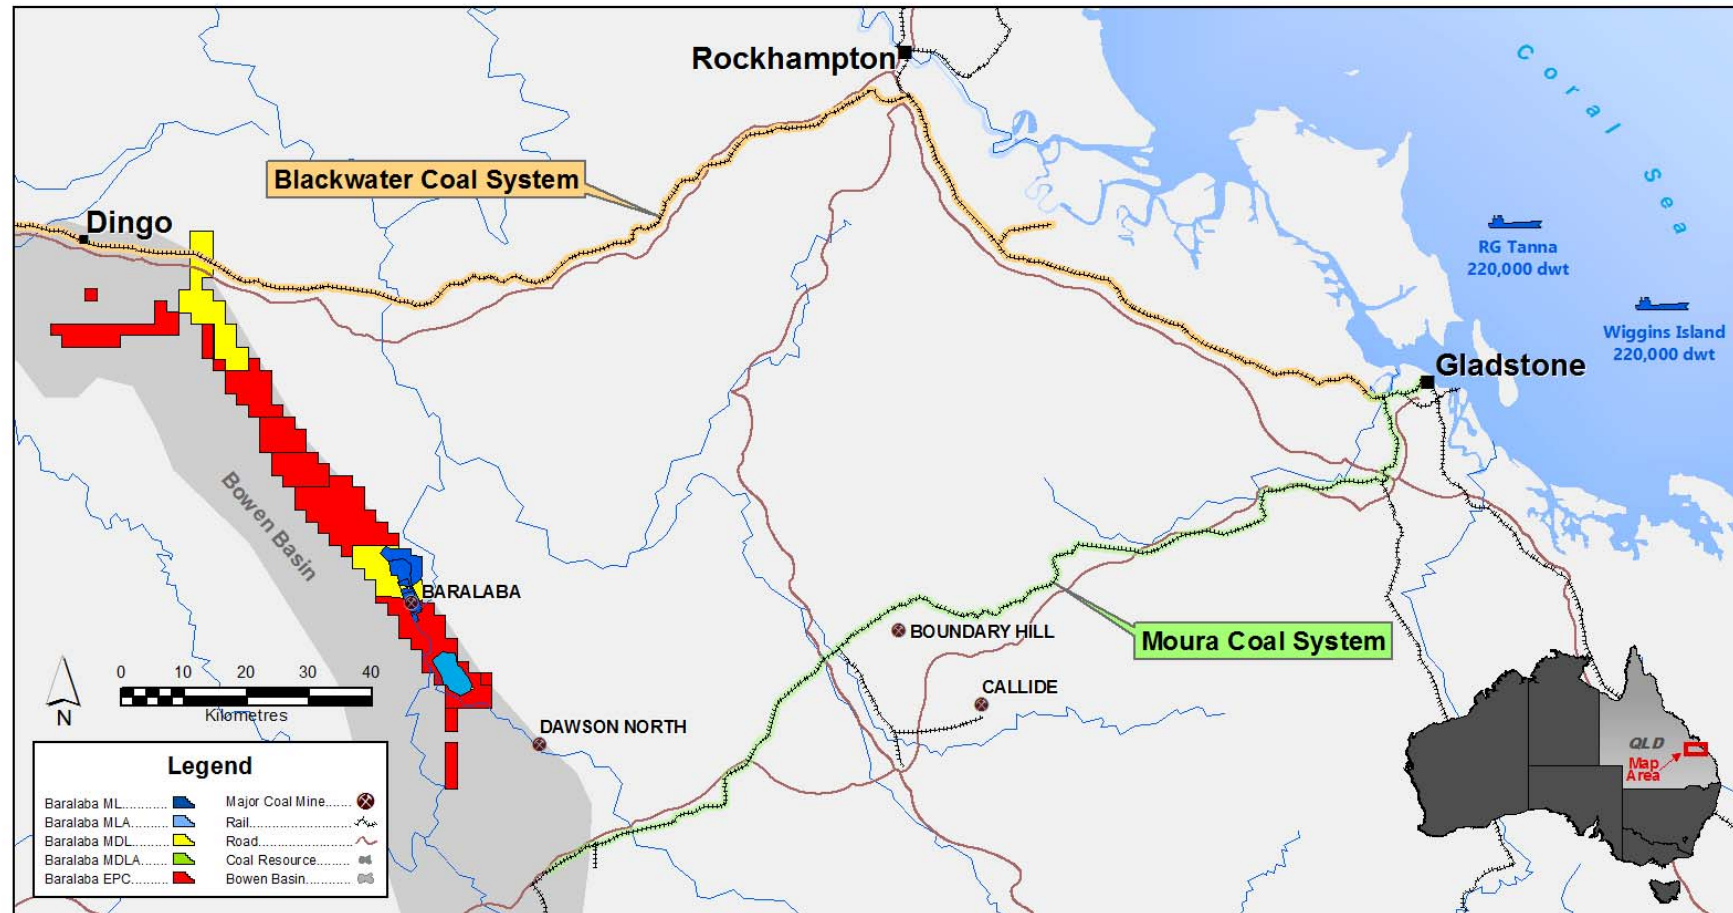 Rockhampton
Coral Sea
Blackwater Coal System
Dingo
RG Tanna
220,000 dwt
Wiggins Island
220,000 dwt
Gladstone
Bowen Basin
BARALABA
BOUNDARY HILL
Moura Coal System
CALLIDE
DAWSON NORTH
0 10 20 30 40
Kilometres
N
QLD
Map
Area
Legend
Baralaba ML............ Major Coal Mine.......
Baralaba MLA.......... Rail.............................
Baralaba MDL.......... Road...........................
Baralaba MDLA........ Coal Resource.........
Baralaba EPC........... Bowen Basin............